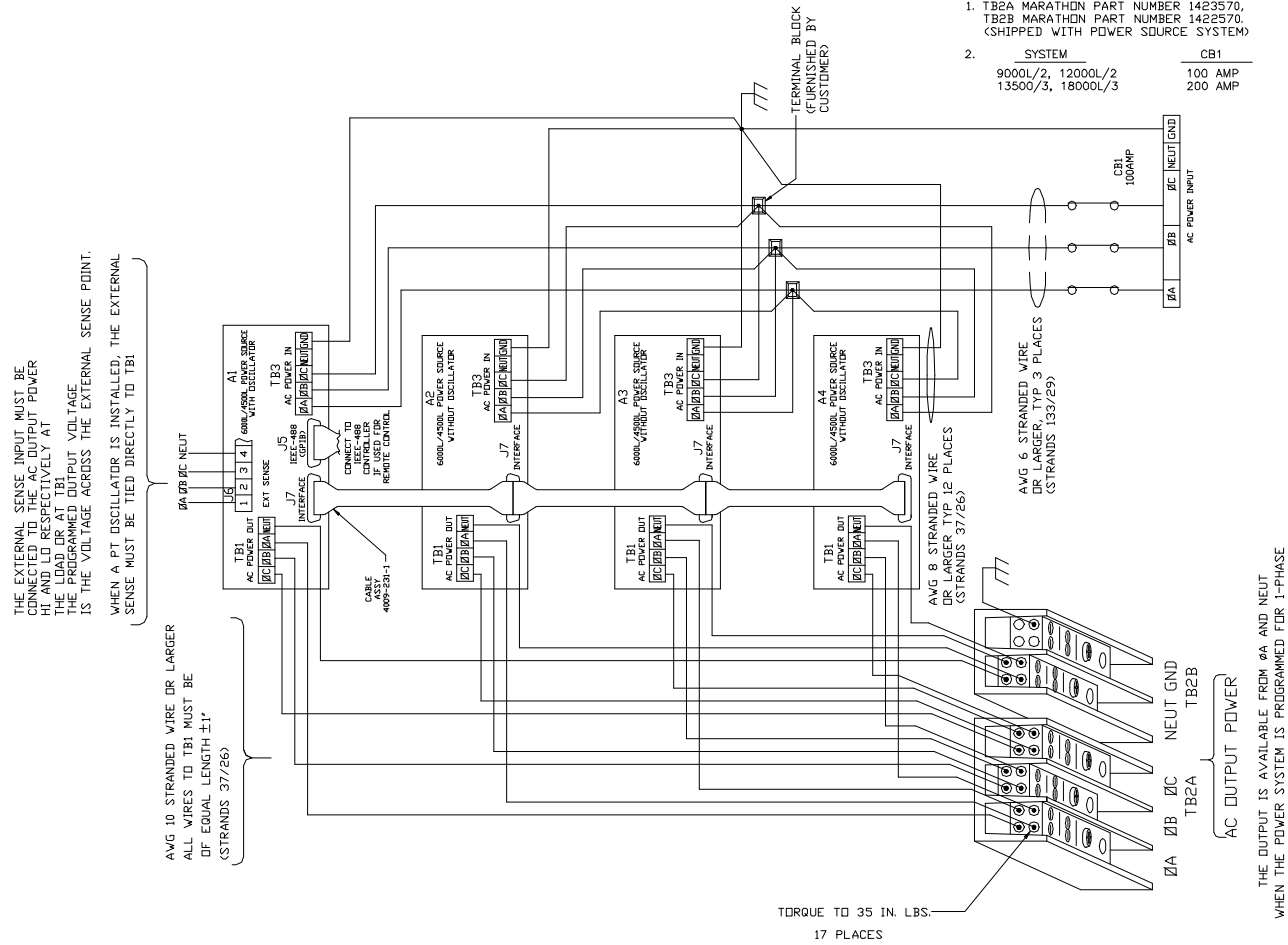 1. TB2A MARATHON PART NUMBER 1423570,
TB2B MARATHON PART NUMBER 1422570.
(SHIPPED WITH POWER SOURCE SYSTEM)
2. SYSTEM CB1
9000L/2, 12000L/2 100 AMP
13500/3, 18000L/3 200 AMP
THE EXTERNAL SENSE INPUT MUST BE
CONNECTED TO THE AC OUTPUT POWER
HI AND LO RESPECTIVELY AT
THE LOAD OR AT TB1
THE PROGRAMMED OUTPUT VOLTAGE
IS THE VOLTAGE ACROSS THE EXTERNAL SENSE POINT.
WHEN A PT OSCILLATOR IS INSTALLED, THE EXTERNAL
SENSE MUST BE TIED DIRECTLY TO TB1
AWG 10 STRANDED WIRE OR LARGER
ALL WIRES TO TB1 MUST BE
OF EQUAL LENGTH ±1"
(STRANDS 37/26)
ØA ØB ØC NEUT
J6
1 2 3 4
EXT SENSE
A1
6000L/4500L POWER SOURCE
WITH OSCILLATOR
TB3
AC POWER IN
ØA ØB ØC NEUT GND
J5
IEEE-488
(GPIB)
CONNECT TO
IEEE-488
CONTROLLER
IF USED FOR
REMOTE CONTROL
J7
INTERFACE
TB1
AC POWER OUT
ØC ØB ØA NEUT
CABLE
ASSY
4009-231-1
A2
6000L/4500L POWER SOURCE
WITHOUT OSCILLATOR
TB3
AC POWER IN
ØA ØB ØC NEUT GND
J7
INTERFACE
TB1
AC POWER OUT
ØC ØB ØA NEUT
A3
6000L/4500L POWER SOURCE
WITHOUT OSCILLATOR
TB3
AC POWER IN
ØA ØB ØC NEUT GND
J7
INTERFACE
TB1
AC POWER OUT
ØC ØB ØA NEUT
A4
6000L/4500L POWER SOURCE
WITHOUT OSCILLATOR
TB3
AC POWER IN
ØA ØB ØC NEUT GND
J7
INTERFACE
TB1
AC POWER OUT
ØC ØB ØA NEUT
TERMINAL BLOCK
(FURNISHED BY
CUSTOMER)
AWG 8 STRANDED WIRE
OR LARGER TYP 12 PLACES
(STRANDS 37/26)
AWG 6 STRANDED WIRE
OR LARGER, TYP 3 PLACES
(STRANDS 133/29)
CB1
100AMP
ØA ØB ØC NEUT GND
AC POWER INPUT
ØA ØB ØC NEUT GND
TB2A TB2B
AC OUTPUT POWER
THE OUTPUT IS AVAILABLE FROM ØA AND NEUT
WHEN THE POWER SYSTEM IS PROGRAMMED FOR 1-PHASE
TORQUE TO 35 IN. LBS.
17 PLACES